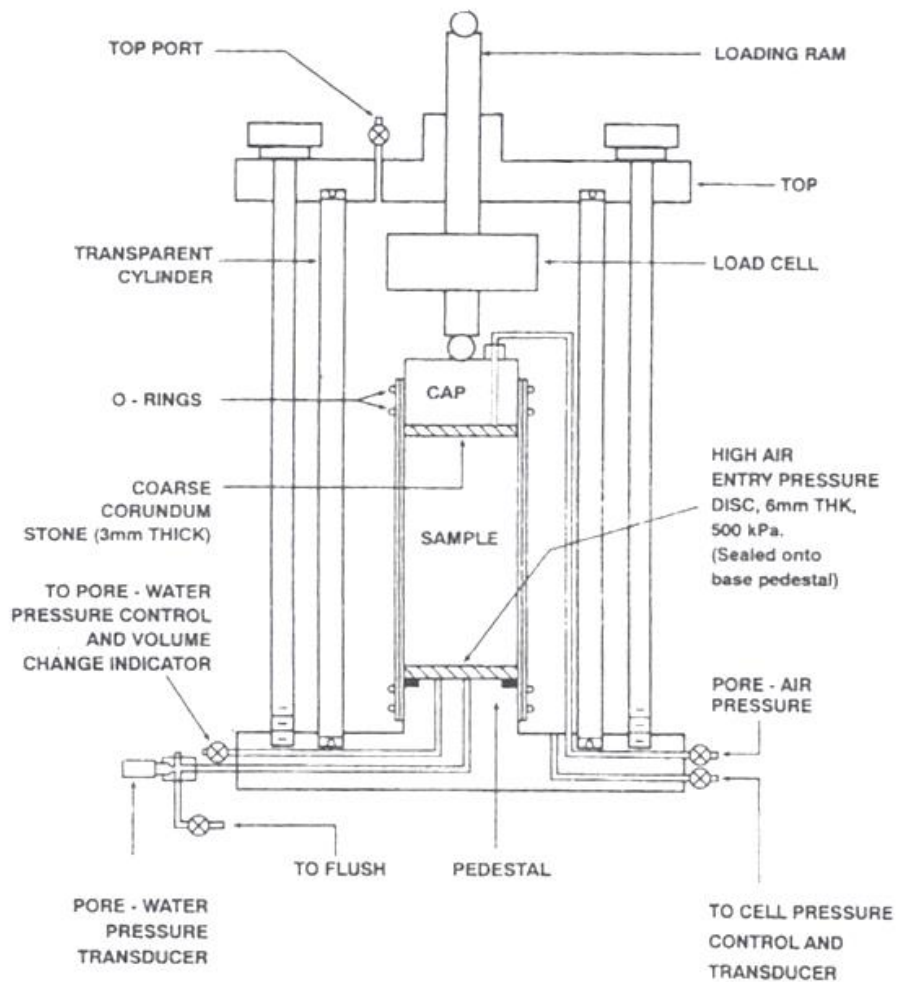 TOP PORT
LOADING RAM
TOP
TRANSPARENT
CYLINDER
LOAD CELL
CAP
O - RINGS
HIGH AIR
ENTRY PRESSURE
DISC, 6mm THK,
500 kPa.
(Sealed onto
base pedestal)
COARSE
CORUNDUM
STONE (3mm THICK)
SAMPLE
TO PORE - WATER
PRESSURE CONTROL
AND VOLUME
CHANGE INDICATOR
PORE - AIR
PRESSURE
TO FLUSH
PEDESTAL
PORE - WATER
PRESSURE
TRANSDUCER
TO CELL PRESSURE
CONTROL AND
TRANSDUCER